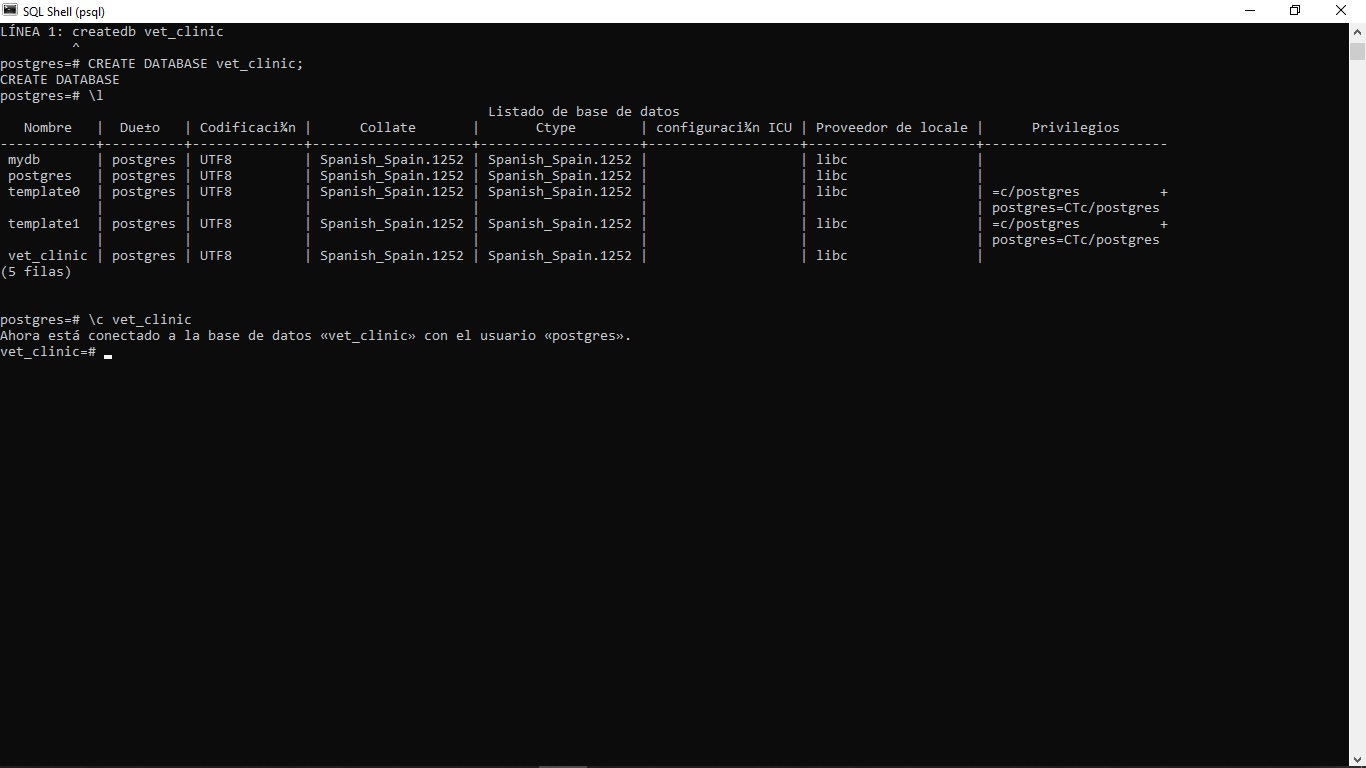 SQL Shell (psql)
LÍNEA 1: createdb vet_clinic
         ^
postgres=# CREATE DATABASE vet_clinic;
CREATE DATABASE
postgres=# \l
                                                             Listado de base de datos
   Nombre   |  Due±o   | Codificaci¾n |      Collate       |       Ctype        | configuraci¾n ICU | Proveedor de locale |      Privilegios
------------+----------+--------------+--------------------+--------------------+-------------------+---------------------+-----------------------
 mydb       | postgres | UTF8         | Spanish_Spain.1252 | Spanish_Spain.1252 |                   | libc                |
 postgres   | postgres | UTF8         | Spanish_Spain.1252 | Spanish_Spain.1252 |                   | libc                |
 template0  | postgres | UTF8         | Spanish_Spain.1252 | Spanish_Spain.1252 |                   | libc                | =c/postgres          +
            |          |              |                    |                    |                   |                     | postgres=CTc/postgres
 template1  | postgres | UTF8         | Spanish_Spain.1252 | Spanish_Spain.1252 |                   | libc                | =c/postgres          +
            |          |              |                    |                    |                   |                     | postgres=CTc/postgres
 vet_clinic | postgres | UTF8         | Spanish_Spain.1252 | Spanish_Spain.1252 |                   | libc                |
(5 filas)
postgres=# \c vet_clinic
Ahora está conectado a la base de datos «vet_clinic» con el usuario «postgres».
vet_clinic=#